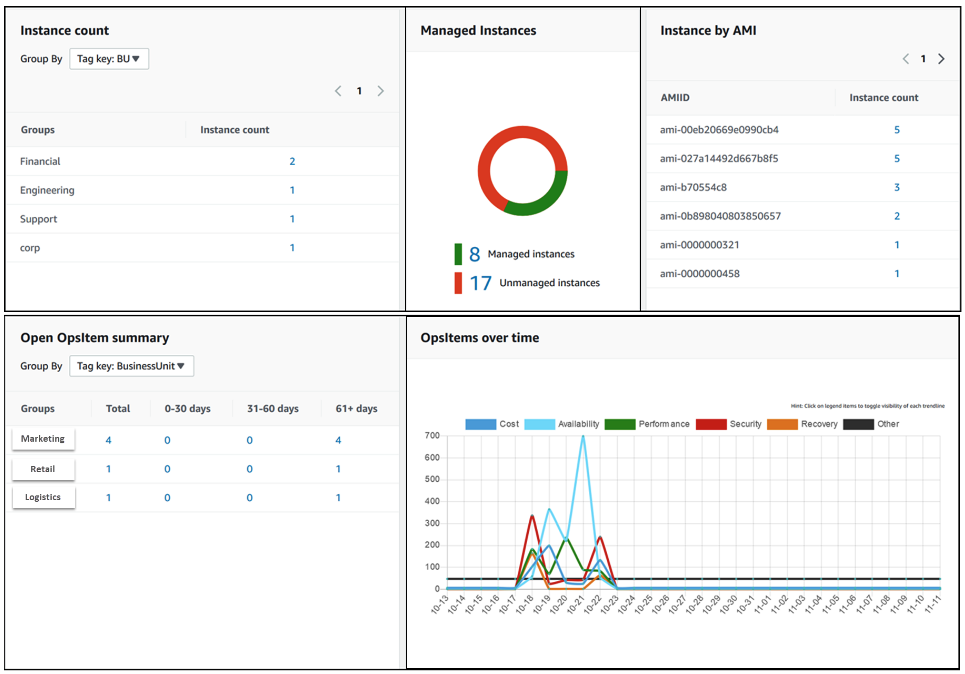 Instance count
Group By Tag key: BU▼
< 1 >
Groups Instance count
Financial 2
Engineering 1
Support 1
corp 1
Managed Instances
8 Managed instances
17 Unmanaged instances
Instance by AMI
< 1 >
AMIID Instance count
ami-00eb20669e0990cb4 5
ami-027a14492d667b8f5 5
ami-b70554c8 3
ami-0b898040803850657 2
ami-0000000321 1
ami-0000000458 1
Open OpsItem summary
Group By Tag key: BusinessUnit▼
Groups Total 0-30 days 31-60 days 61+ days
Marketing 4 0 0 4
Retail 1 0 0 1
Logistics 1 0 0 1
OpsItems over time
Hint: Click on legend items to toggle visibility of each trendline
Cost Availability Performance Security Recovery Other
700
600
500
400
300
200
100
0
10-13 10-14 10-15 10-16 10-17 10-18 10-19 10-20 10-21 10-22 10-23 10-24 10-25 10-26 10-27 10-28 10-29 10-30 10-31 11-01 11-02 11-03 11-04 11-05 11-06 11-07 11-08 11-09 11-10 11-11